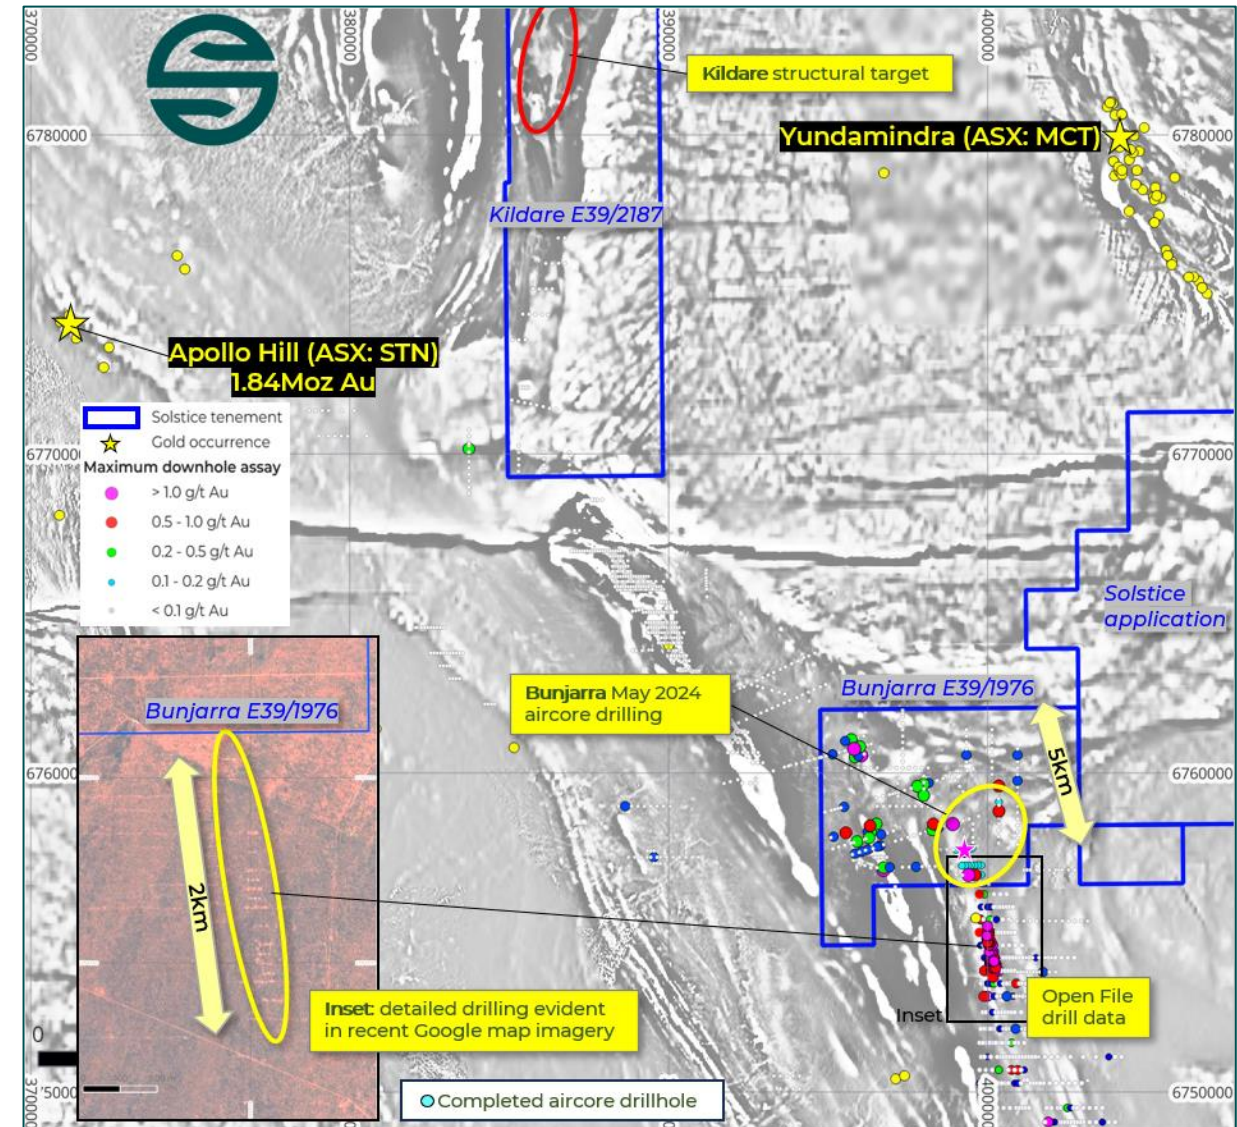 370000
380000
390000
400000
Kildare structural target
6780000
Yundamindra (ASX: MCT)
6780000
Kildare E39/2187
Apollo Hill (ASX: STN)
1.84Moz Au
Solstice tenement
Gold occurrence
Maximum downhole assay
> 1.0 g/t Au
0.5 - 1.0 g/t Au
0.2 - 0.5 g/t Au
0.1 - 0.2 g/t Au
< 0.1 g/t Au
6770000
6770000
Solstice
application
Bunjarra May 2024
aircore drilling
Bunjarra E39/1976
5km
Bunjarra E39/1976
676000
6760000
2km
Inset: detailed drilling evident
in recent Google map imagery
Inset
Open File
drill data
0
Completed aircore drillhole
6750000